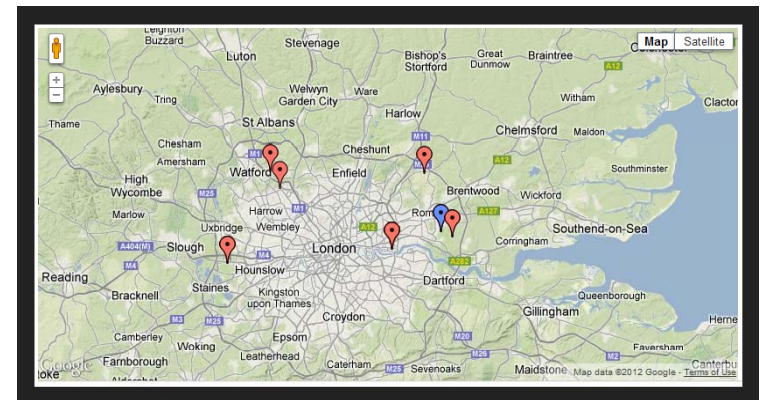 Leighton
Buzzard
Stevenage
Luton
Bishop's
Stortford
Great
Dunmow
Braintree
Map
Satellite
A12
+
−
Aylesbury
Tring
Welwyn
Garden City
Ware
Harlow
Witham
Clacton
Thame
St Albans
M11
Chelmsford
Maldon
Chesham
Amersham
M1
Cheshunt
A12
High
Wycombe
Watford
Enfield
Southminster
M25
Brentwood
Wickford
Marlow
Harrow
M1
Rom
A127
Uxbridge
Wembley
A12
Southend-on-Sea
A404(M)
Slough
M4
London
Corringham
M4
Hounslow
A282
Reading
Bracknell
Staines
Kingston
upon Thames
Dartford
Queenborough
M3
M25
Croydon
Gillingham
Herne
Camberley
Woking
Epsom
M20
Farnborough
Leatherhead
Caterham
M25
Sevenoaks
M26
Maidstone
M2
Faversham
Canterbu
Google
Map data ©2012 Google - Terms of Use
oke